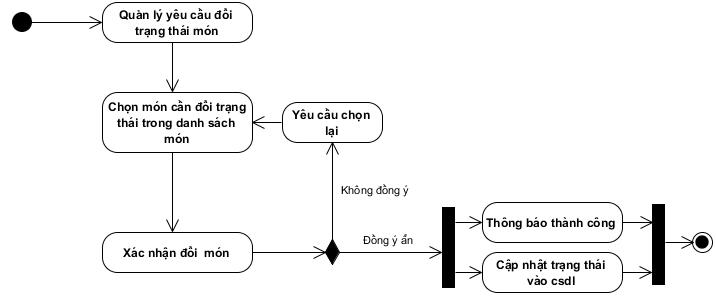 Quản lý yêu cầu đổi
trạng thái món
Chọn món cần đổi trạng
thái trong danh sách
món
Yêu cầu chọn
lại
Không đồng ý
Xác nhận đổi  món
Đồng ý ẩn
Thông báo thành công
Cập nhật trạng thái
vào csdl